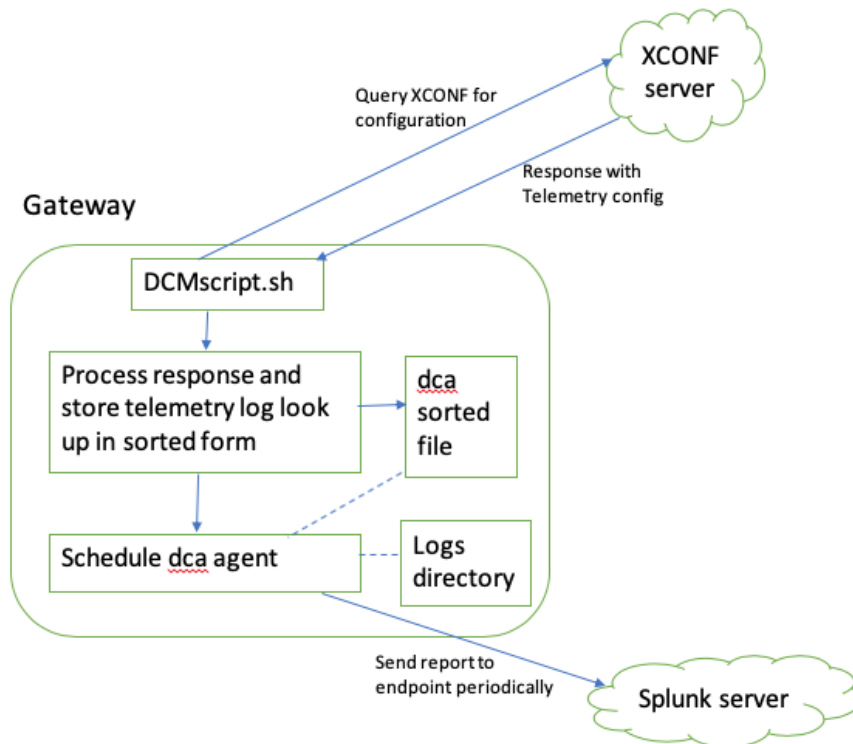 XCONF
server
Query XCONF for
configuration
Response with
Telemetry config
Gateway
DCMscript.sh
Process response and
store telemetry log look
up in sorted form
dca
sorted
file
Schedule dca agent
Logs
directory
Send report to
endpoint periodically
Splunk server